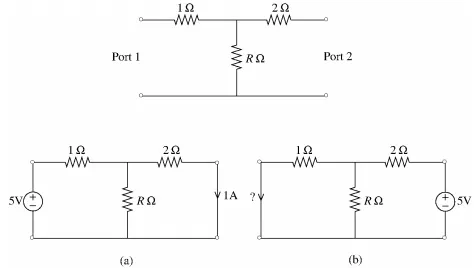 1 Ω 2 Ω
Port 1 R Ω Port 2
1 Ω 2 Ω 1 Ω 2 Ω
5V + − R Ω 1A ? R Ω + − 5V
(a) (b)